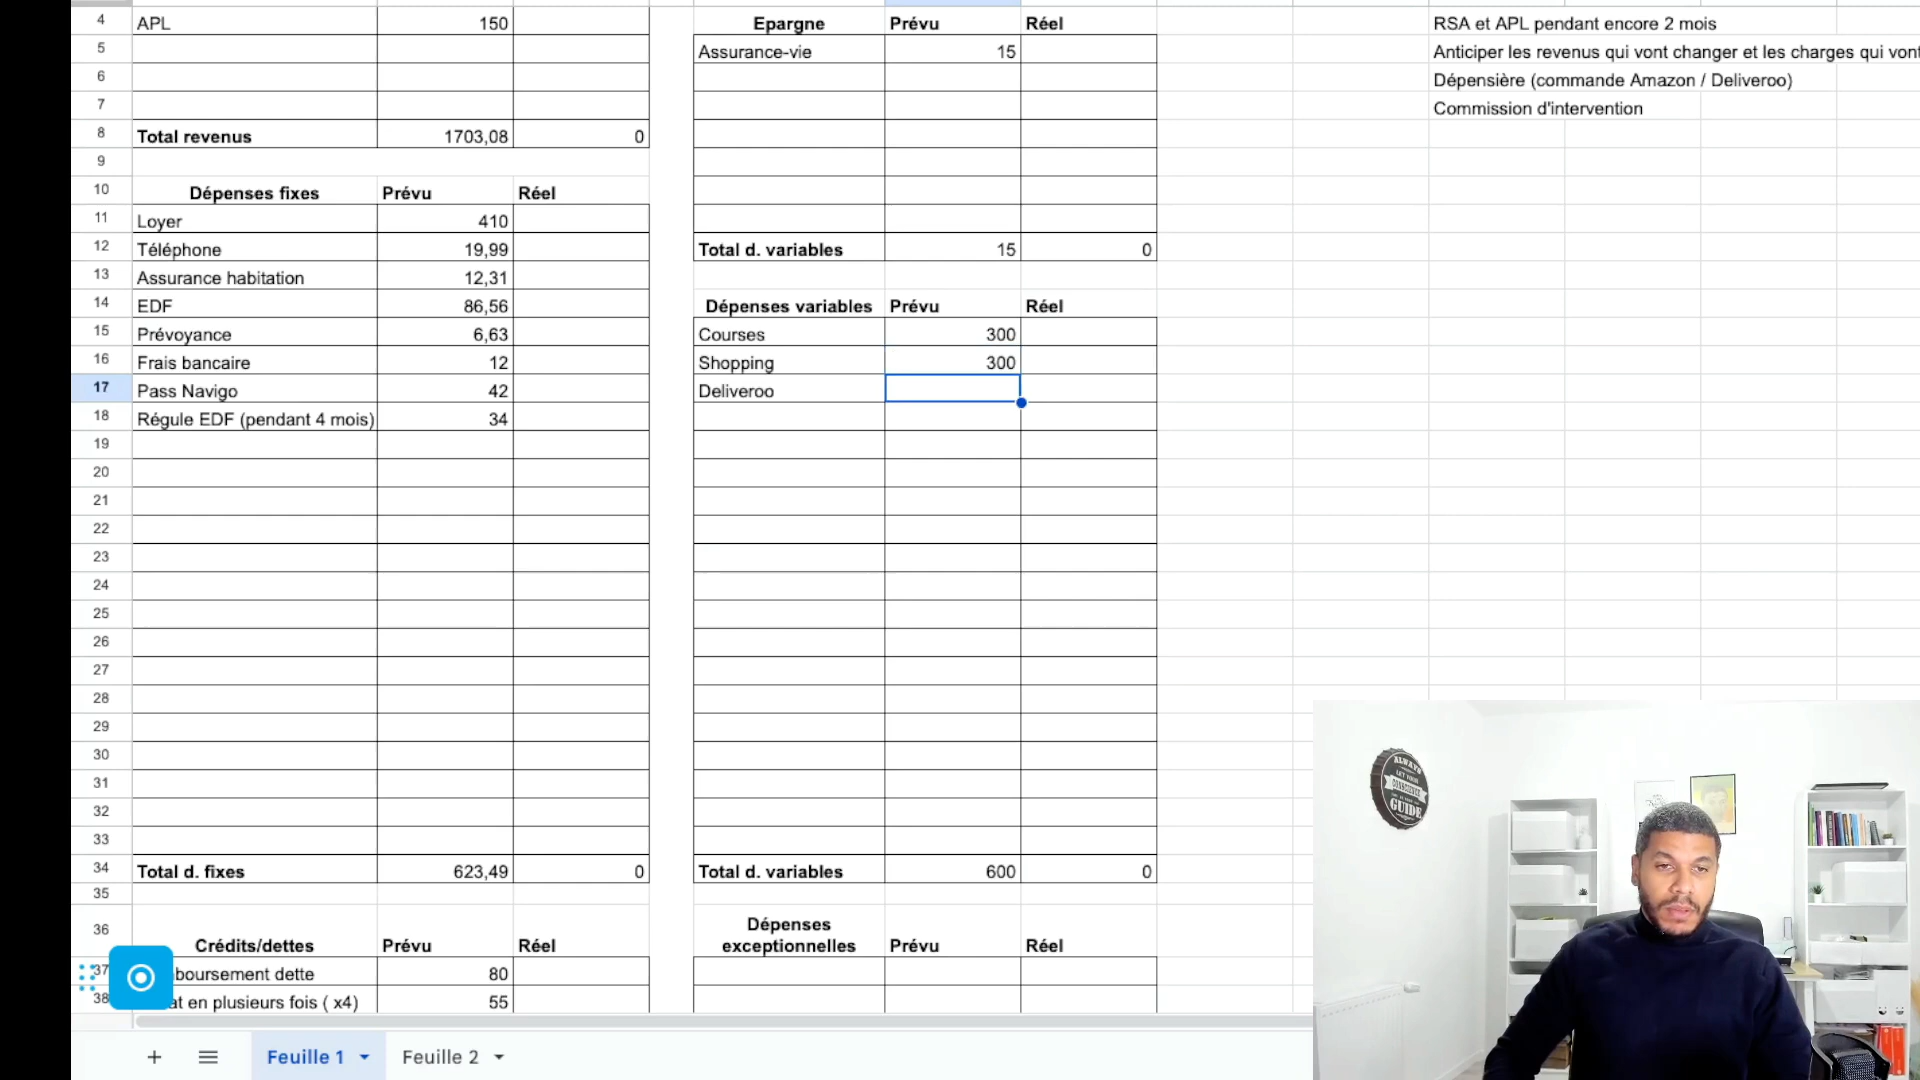 4 APL 150 Epargne Prévu Réel RSA et APL pendant encore 2 mois
5 Assurance-vie 15 Anticiper les revenus qui vont changer et les charges qui vont
6 Dépensière (commande Amazon / Deliveroo)
7 Commission d'intervention
8 Total revenus 1703,08 0
9
10 Dépenses fixes Prévu Réel
11 Loyer 410
12 Téléphone 19,99 Total d. variables 15 0
13 Assurance habitation 12,31
14 EDF 86,56 Dépenses variables Prévu Réel
15 Prévoyance 6,63 Courses 300
16 Frais bancaire 12 Shopping 300
17 Pass Navigo 42 Deliveroo
18 Régule EDF (pendant 4 mois) 34
19
20
21
22
23
24
25
26
27
28
29
30
31
32
33
34 Total d. fixes 623,49 0 Total d. variables 600 0
35
36 Crédits/dettes Prévu Réel Dépenses exceptionnelles Prévu Réel
37 boursement dette 80
38 at en plusieurs fois ( x4) 55
Feuille 1 Feuille 2
ALWAYS
LET YOUR
CONSCIENCE
BE YOUR
GUIDE